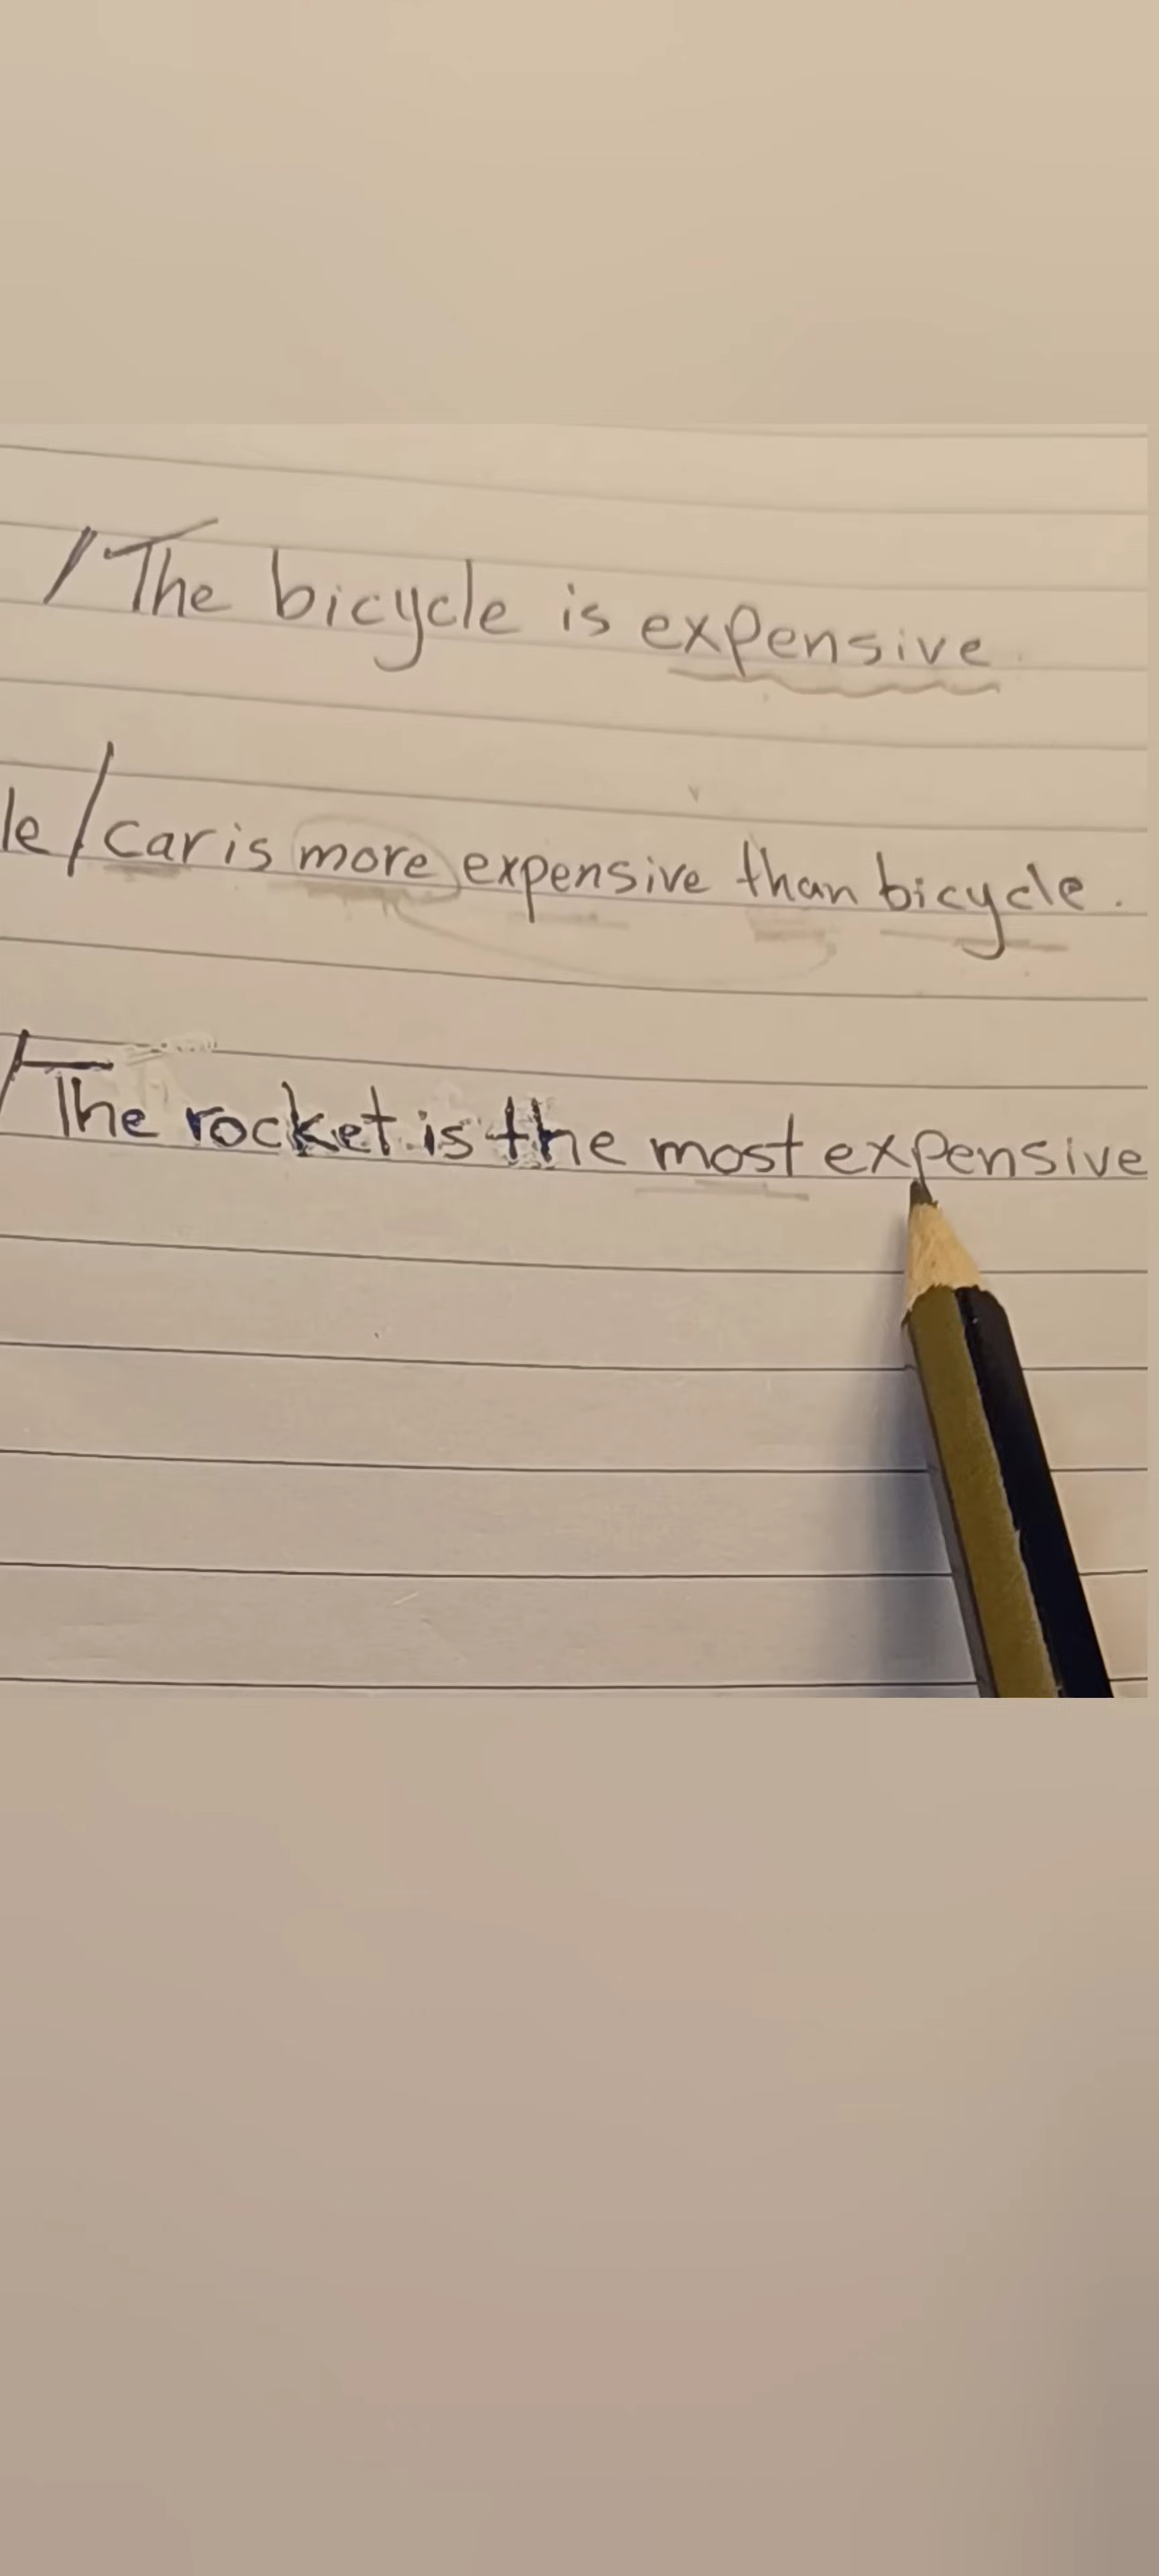 /The bicycle is expensive.
le/car is more expensive than bicycle.
/The rocket is the most expensive